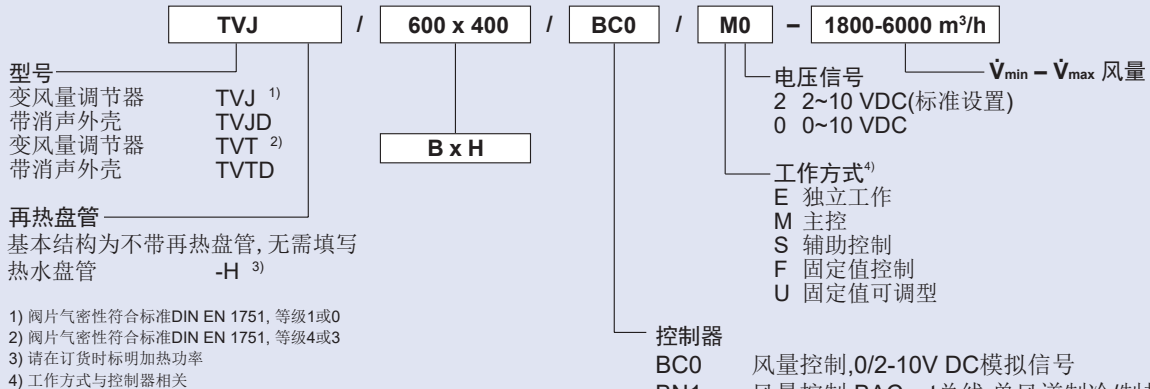 TVJ / 600 x 400 / BC0 / M0 – 1800-6000 m³/h
型号
变风量调节器 TVJ 1)
带消声外壳 TVJD
变风量调节器 TVT 2)
带消声外壳 TVTD
再热盘管
基本结构为不带再热盘管,无需填写
热水盘管 -H 3)
1) 阀片气密性符合标准DIN EN 1751, 等级1或0
2) 阀片气密性符合标准DIN EN 1751, 等级4或3
3) 请在订货时标明加热功率
4) 工作方式与控制器相关
B x H
电压信号
2 2~10 VDC(标准设置)
0 0~10 VDC
V̇min – V̇max 风量
工作方式4)
E 独立工作
M 主控
S 辅助控制
F 固定值控制
U 固定值可调型
控制器
BC0 风量控制,0/2-10V DC模拟信号